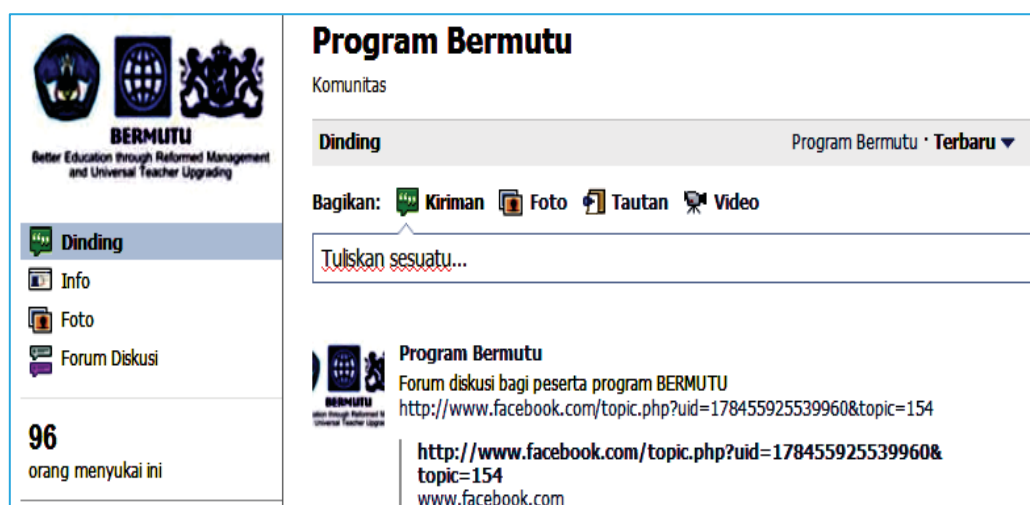 BERMUTU
Better Education through Reformed Management
and Universal Teacher Upgrading
Dinding
Info
Foto
Forum Diskusi
96
orang menyukai ini
Program Bermutu
Komunitas
Dinding
Program Bermutu · Terbaru
Bagikan: Kiriman Foto Tautan Video
Tuliskan sesuatu...
BERMUTU
Program Bermutu
Forum diskusi bagi peserta program BERMUTU
http://www.facebook.com/topic.php?uid=178455925539960&topic=154
http://www.facebook.com/topic.php?uid=178455925539960&
topic=154
www.facebook.com